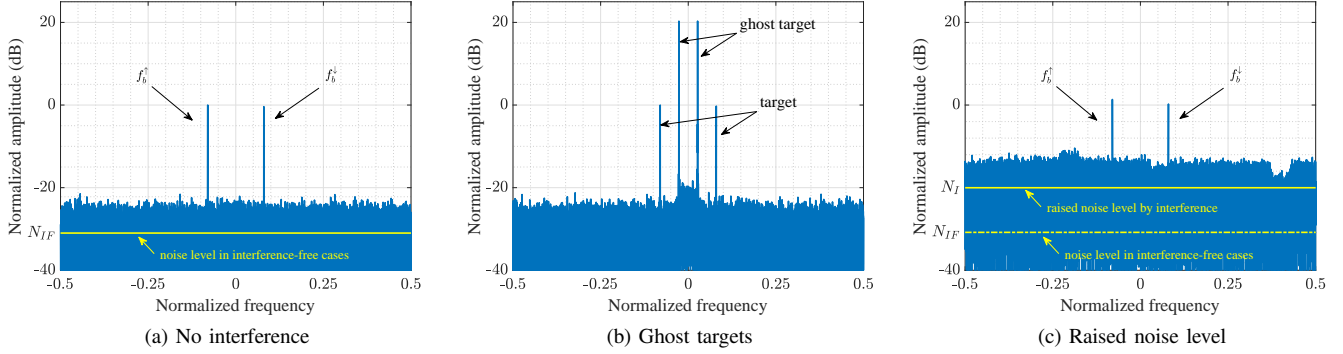 20
0
-20
-40
N_{IF}
Normalized amplitude (dB)
f_b^↑
f_b^↓
noise level in interference-free cases
-0.5
-0.25
0
0.25
0.5
Normalized frequency
(a) No interference
20
0
-20
-40
Normalized amplitude (dB)
ghost target
target
-0.5
-0.25
0
0.25
0.5
Normalized frequency
(b) Ghost targets
20
0
N_I
N_{IF}
-40
Normalized amplitude (dB)
f_b^↑
f_b^↓
raised noise level by interference
noise level in interference-free cases
-0.5
-0.25
0
0.25
0.5
Normalized frequency
(c) Raised noise level